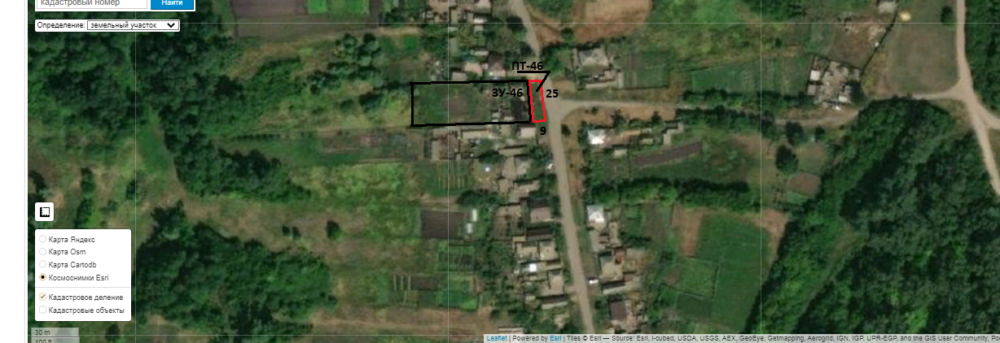 кадастровый номер
Найти
Определение: земельный участок
ПТ-46
ЗУ-46
25
9
Карта Яндекс
Карта Osm
Карта Cartodb
Космоснимки Esri
Кадастровое деление
Кадастровые объекты
30 m
100 ft
Leaflet | Powered by Esri | Tiles © Esri — Source: Esri, i-cubed, USDA, USGS, AEX, GeoEye, Getmapping, Aerogrid, IGN, IGP, UPR-EGP, and the GIS User Community, Po